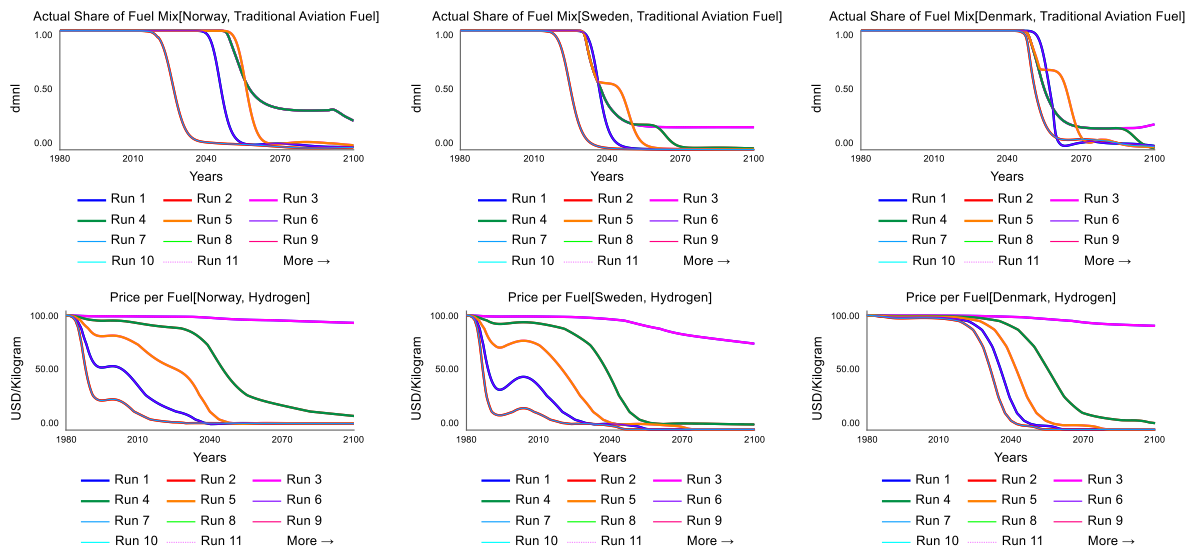 Actual Share of Fuel Mix[Norway, Traditional Aviation Fuel]
1.00
0.50
0.00
dmnl
1980 2010 2040 2070 2100
Years
Run 1 Run 2 Run 3
Run 4 Run 5 Run 6
Run 7 Run 8 Run 9
Run 10 Run 11 More →
Actual Share of Fuel Mix[Sweden, Traditional Aviation Fuel]
1.00
0.50
0.00
dmnl
1980 2010 2040 2070 2100
Years
Run 1 Run 2 Run 3
Run 4 Run 5 Run 6
Run 7 Run 8 Run 9
Run 10 Run 11 More →
Actual Share of Fuel Mix[Denmark, Traditional Aviation Fuel]
1.00
0.50
0.00
dmnl
1980 2010 2040 2070 2100
Years
Run 1 Run 2 Run 3
Run 4 Run 5 Run 6
Run 7 Run 8 Run 9
Run 10 Run 11 More →
Price per Fuel[Norway, Hydrogen]
100.00
50.00
0.00
USD/Kilogram
1980 2010 2040 2070 2100
Years
Run 1 Run 2 Run 3
Run 4 Run 5 Run 6
Run 7 Run 8 Run 9
Run 10 Run 11 More →
Price per Fuel[Sweden, Hydrogen]
100.00
50.00
0.00
USD/Kilogram
1980 2010 2040 2070 2100
Years
Run 1 Run 2 Run 3
Run 4 Run 5 Run 6
Run 7 Run 8 Run 9
Run 10 Run 11 More →
Price per Fuel[Denmark, Hydrogen]
100.00
50.00
0.00
USD/Kilogram
1980 2010 2040 2070 2100
Years
Run 1 Run 2 Run 3
Run 4 Run 5 Run 6
Run 7 Run 8 Run 9
Run 10 Run 11 More →